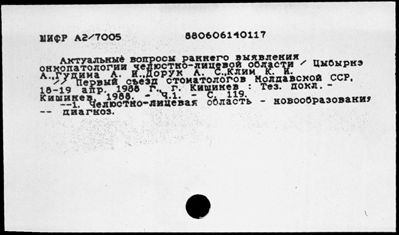 ШИФР А2/7005 880606140117
Актуальные вопросы раннего выявления
онкопатологии челюстно-лицевой области / Цыбырнэ
А.,Гудима А. И.,Дорук А. С.,Клим К. И.
// Первый съезд стоматологов Молдавской ССР,
18-19 апр. 1988 г., г. Кишинев : Тез. докл. -
Кишинев, 1988. - Ч.1. - С. 119.
--1. Челюстно-лицевая область - новообразования
-- диагноз.